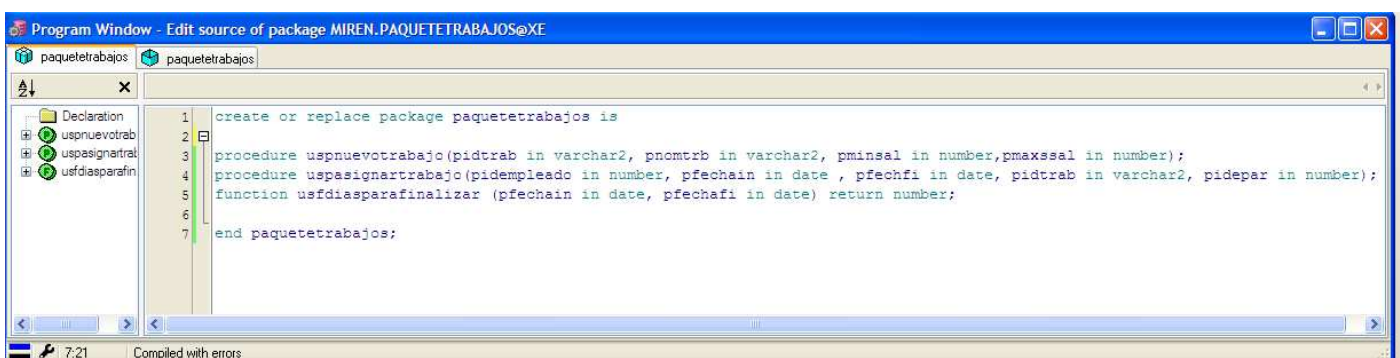 Program Window - Edit source of package MIREN.PAQUETETRABAJOS@XE
paquetetrabajos paquetetrabajos
Declaration
uspnuevotrab
uspasignartral
usfdiasparafin
1 create or replace package paquetetrabajos is
2
3 procedure uspnuevotrabajo(pidtrab in varchar2, pnomtrb in varchar2, pminsal in number,pmaxssal in number);
4 procedure uspasignartrabajo(pidempleado in number, pfechain in date , pfechfi in date, pidtrab in varchar2, pidepar in number);
5 function usfdiasparafinalizar (pfechain in date, pfechafi in date) return number;
6
7 end paquetetrabajos;
7:21 Compiled with errors